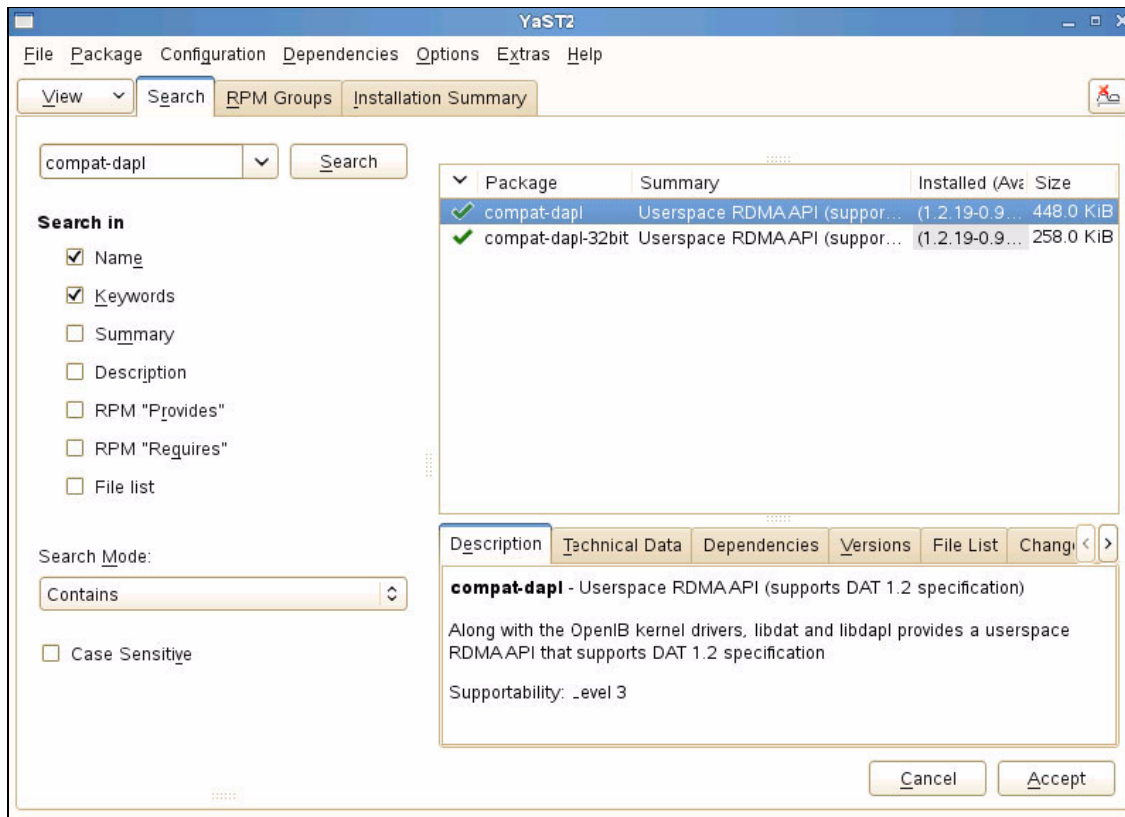 YaST2
File Package Configuration Dependencies Options Extras Help
View Search RPM Groups Installation Summary
compat-dapl Search
Search in
Name
Keywords
Summary
Description
RPM "Provides"
RPM "Requires"
File list
Search Mode:
Contains
Case Sensitive
Package Summary Installed (Ava Size
compat-dapl Userspace RDMA API (suppor... (1.2.19-0.9... 448.0 KiB
compat-dapl-32bit Userspace RDMA API (suppor... (1.2.19-0.9... 258.0 KiB
Description Technical Data Dependencies Versions File List Chang
compat-dapl - Userspace RDMA API (supports DAT 1.2 specification)
Along with the OpenIB kernel drivers, libdat and libdapl provides a userspace
RDMA API that supports DAT 1.2 specification
Supportability: Level 3
Cancel Accept